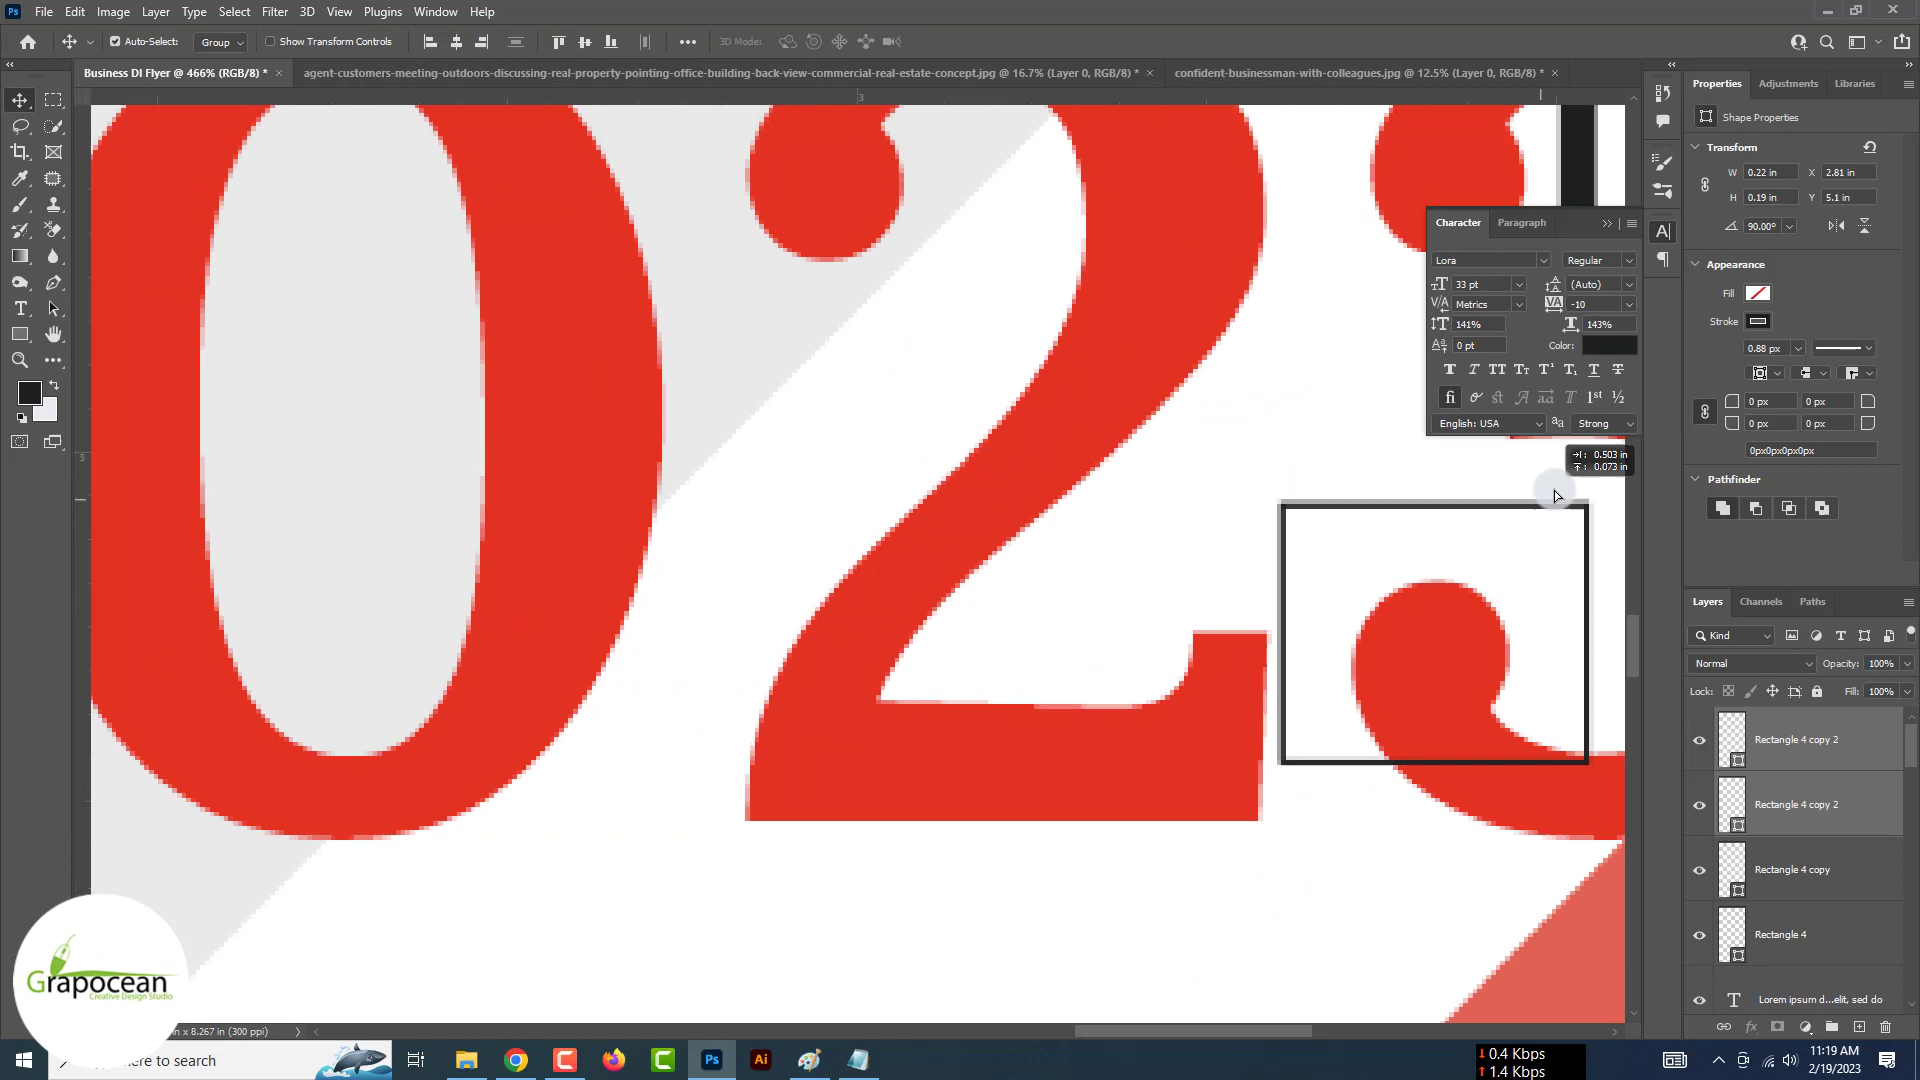 Ps File Edit Image Layer Type Select Filter 3D View Plugins Window Help
Auto-Select: Group Show Transform Controls 3D Mode:
Business DI Flyer @ 466% (RGB/8) * agent-customers-meeting-outdoors-discussing-real-property-pointing-office-building-back-view-commercial-real-estate-concept.jpg @ 16.7% (Layer 0, RGB/8) * confident-businessman-with-colleagues.jpg @ 12.5% (Layer 0, RGB/8) *
3
5
02
Character Paragraph
Lora Regular
33 pt (Auto)
Metrics -10
141% 143%
0 pt Color:
English: USA Strong
0.503 in
0.073 in
Properties Adjustments Libraries
Shape Properties
Transform
W 0.22 in X 2.81 in
H 0.19 in Y 5.1 in
90.00°
Appearance
Fill
Stroke
0.88 px
0 px 0 px
0 px 0 px
0px0px0px0px
Pathfinder
Layers Channels Paths
Kind
Normal Opacity: 100%
Lock: Fill: 100%
Rectangle 4 copy 2
Rectangle 4 copy 2
Rectangle 4 copy
Rectangle 4
Lorem ipsum d...elit, sed do
Grapocean
Creative Design Studio
in x 8.267 in (300 ppi)
here to search
Ps Ai
0.4 Kbps
1.4 Kbps
11:19 AM
2/19/2023